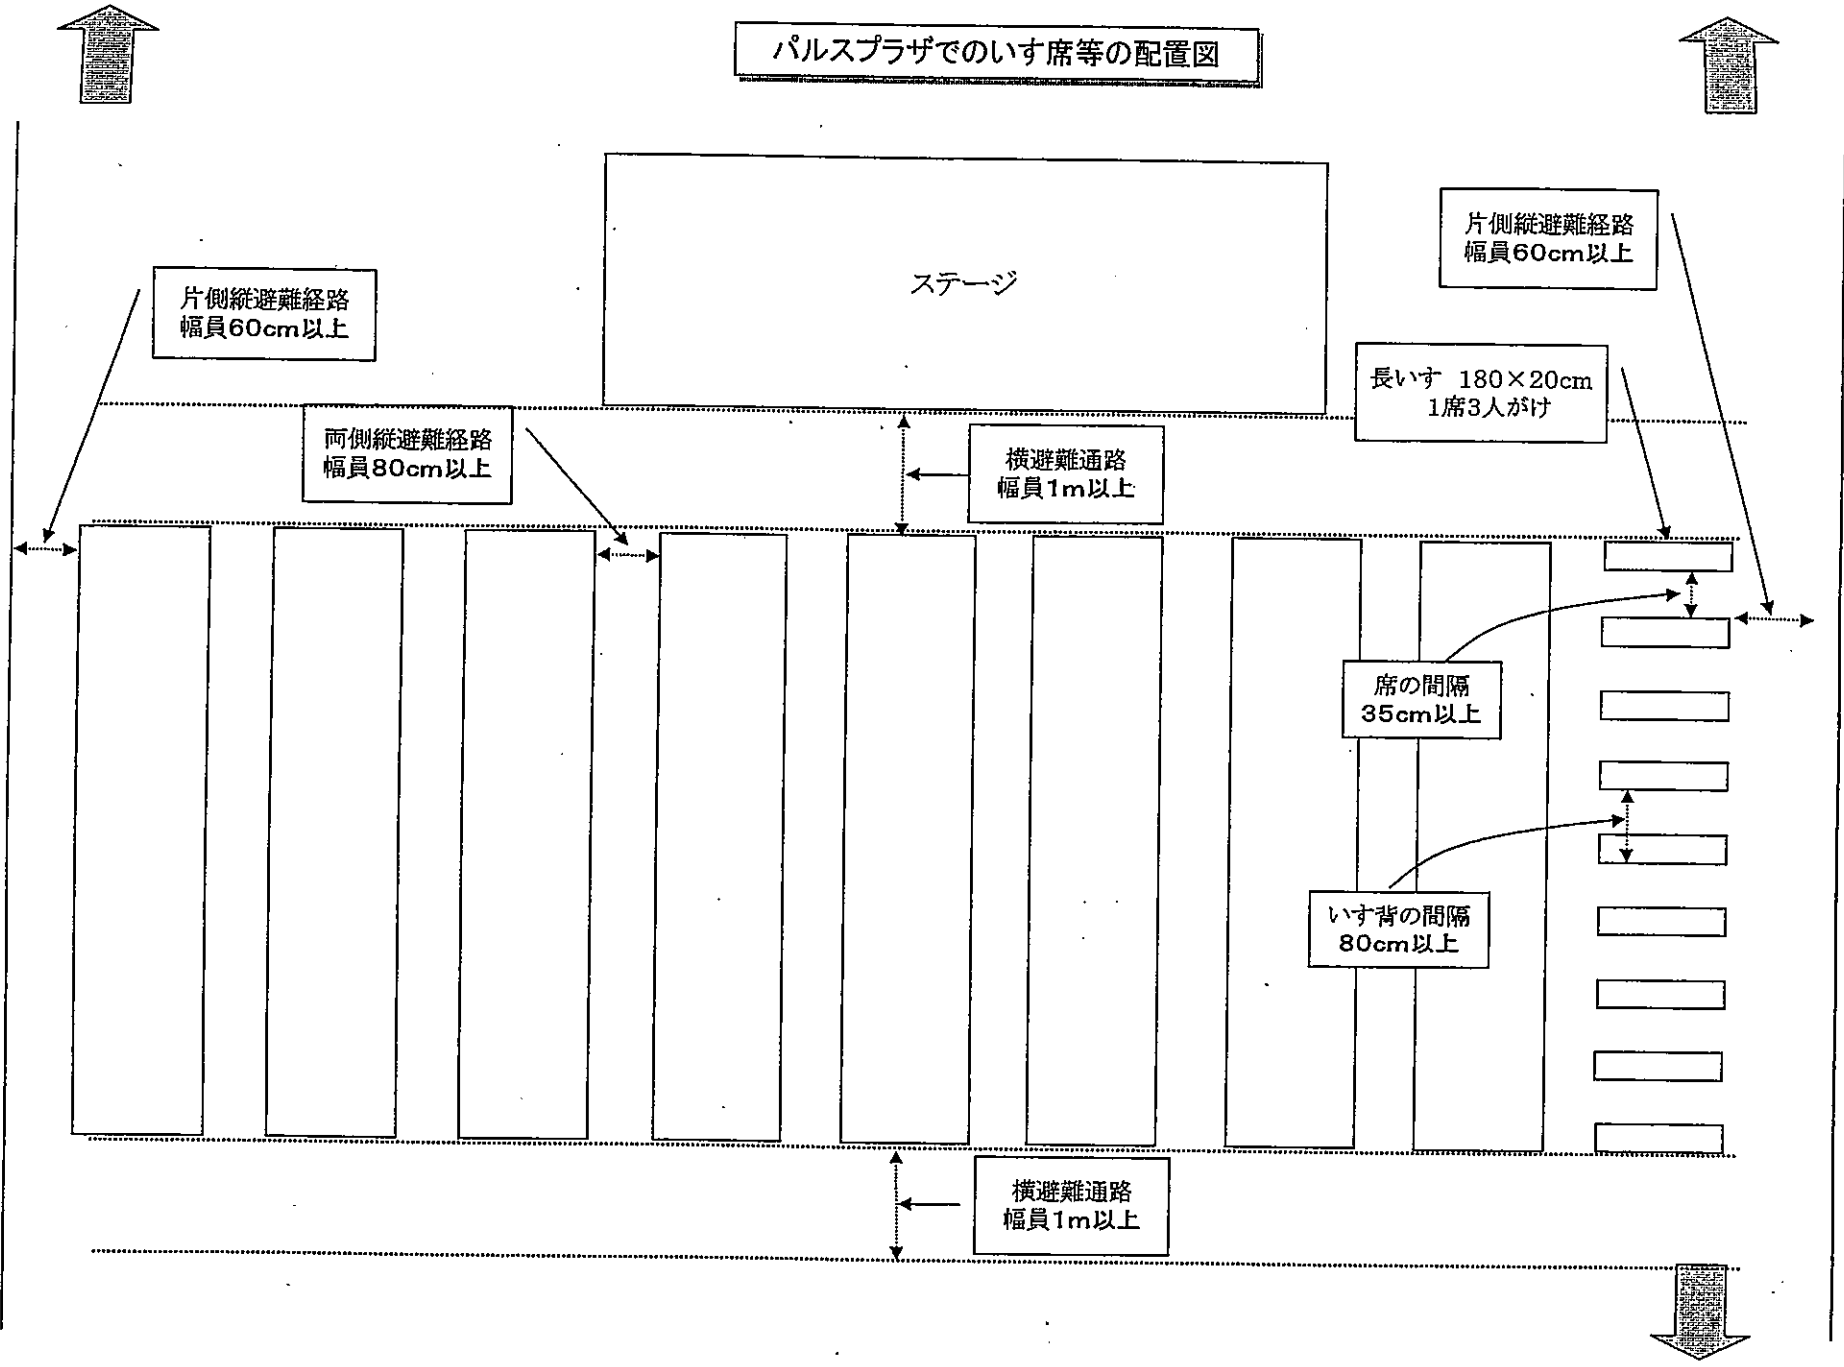 パルスプラザでのいす席等の配置図
ステージ
片側縦避難経路
幅員60cm以上
片側縦避難経路
幅員60cm以上
長いす 180×20cm
1席3人がけ
両側縦避難経路
幅員80cm以上
横避難通路
幅員1m以上
席の間隔
35cm以上
いす背の間隔
80cm以上
横避難通路
幅員1m以上